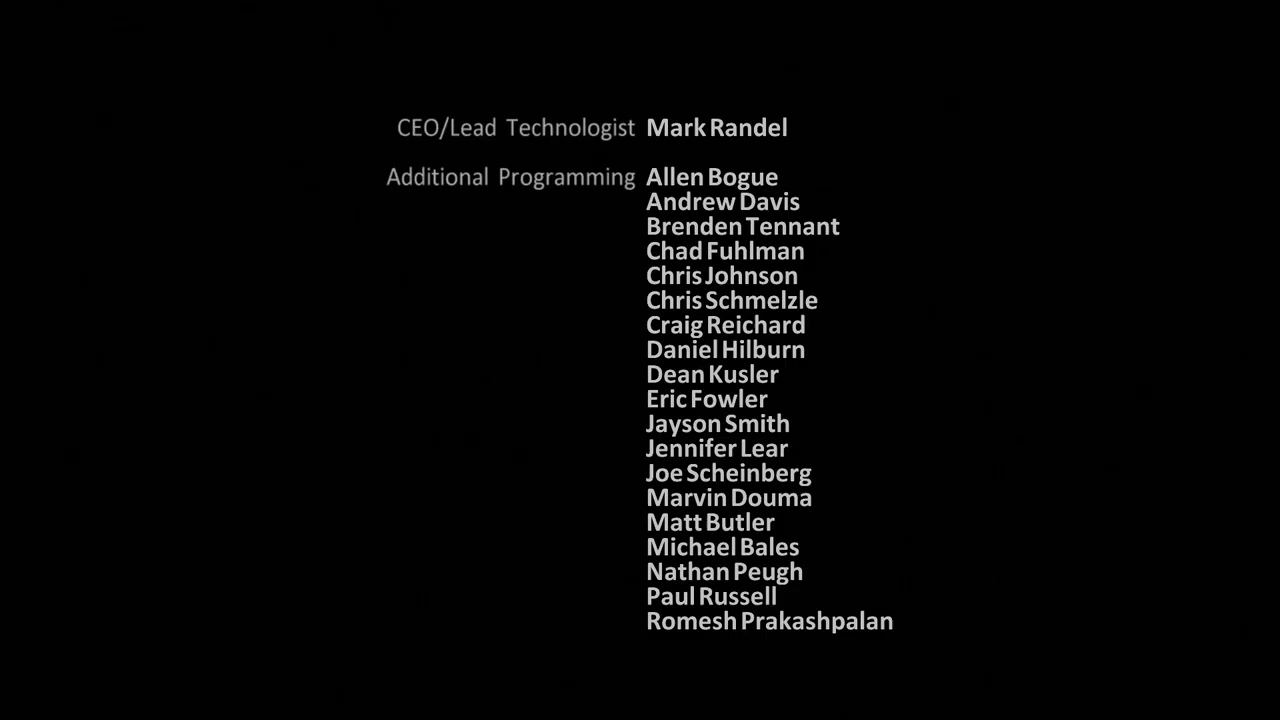 CEO/Lead Technologist Mark Randel
Additional Programming Allen Bogue
Andrew Davis
Brenden Tennant
Chad Fuhlman
Chris Johnson
Chris Schmelzle
Craig Reichard
Daniel Hilburn
Dean Kusler
Eric Fowler
Jayson Smith
Jennifer Lear
Joe Scheinberg
Marvin Douma
Matt Butler
Michael Bales
Nathan Peugh
Paul Russell
Romesh Prakashpalan